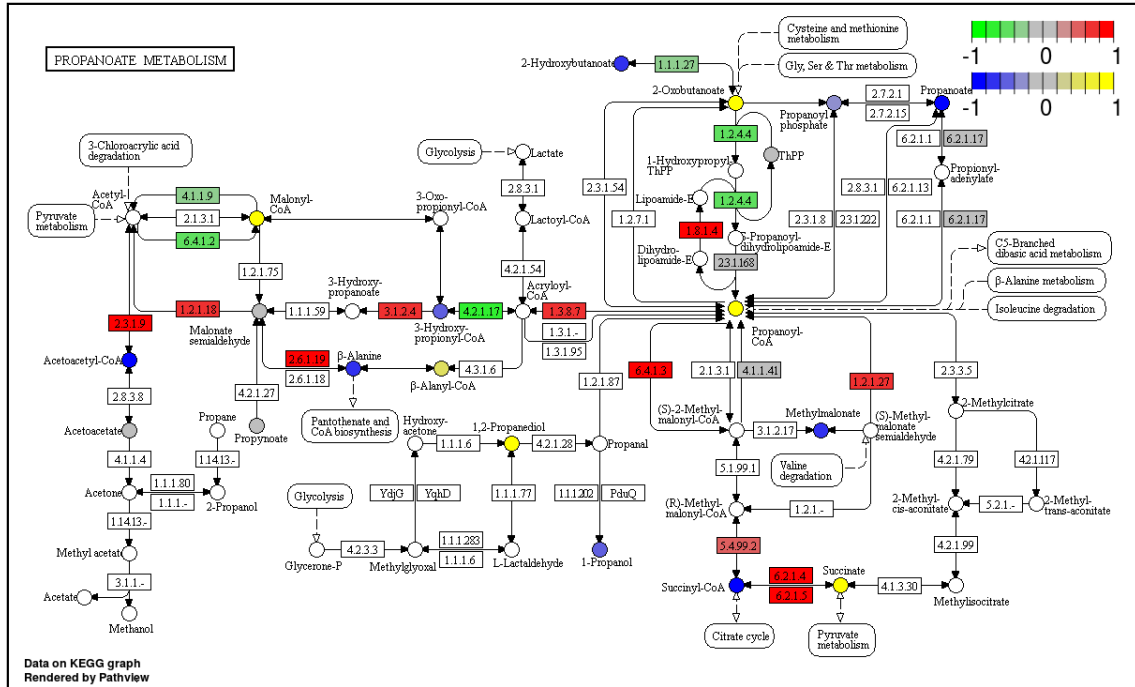 PROPANOATE METABOLISM
-1 0 1
-1 0 1
Cysteine and methionine
metabolism
Gly, Ser & Thr metabolism
2-Hydroxybutanoate
1.1.1.27
2-Oxobutanoate
Propanoyl
phosphate
2.7.2.1
2.7.2.15
Propanoate
6.2.1.1
6.2.1.17
Propionyl-
adenylate
1.2.4.4
ThPP
1-Hydroxypropyl-
ThPP
Lipoamide-E
1.2.4.4
1.8.1.4
S-Propanoyl-
dihydrolipoamide-E
Dihydro-
lipoamide-E
2.3.1.168
2.3.1.54
1.2.7.1
2.3.1.8
2.3.1.222
2.8.3.1
6.2.1.13
6.2.1.1
6.2.1.17
C5-Branched
dibasic acid metabolism
β-Alanine metabolism
Isoleucine degradation
Propanoyl-
CoA
3-Chloroacrylic acid
degradation
Acetyl-
CoA
Pyruvate
metabolism
4.1.1.9
2.1.3.1
6.4.1.2
Malonyl-
CoA
3-Oxo-
propionyl-CoA
Glycolysis
Lactate
2.8.3.1
Lactoyl-CoA
4.2.1.54
Acryloyl-
CoA
1.2.1.75
1.2.1.18
Malonate
semialdehyde
1.1.1.59
3-Hydroxy-
propanoate
3.1.2.4
3-Hydroxy-
propionyl-CoA
4.2.1.17
1.3.8.7
1.3.1.-
1.3.1.95
2.3.1.9
Acetoacetyl-CoA
2.6.1.19
2.6.1.18
β-Alanine
β-Alanyl-CoA
4.3.1.6
2.8.3.8
4.2.1.27
Propynoate
Pantothenate and
CoA biosynthesis
Acetoacetate
4.1.1.4
Propane
1.14.13.-
Acetone
1.1.1.80
1.1.1.-
2-Propanol
1.14.13.-
Methyl acetate
3.1.1.-
Acetate
Methanol
Hydroxy-
acetone
1.1.1.6
1,2-Propanediol
4.2.1.28
Propanal
1.2.1.87
Glycolysis
YdjG
YqhD
1.1.1.77
1.1.1.202
PduQ
Glycerone-P
4.2.3.3
Methylglyoxal
1.1.1.283
1.1.1.6
L-Lactaldehyde
1-Propanol
6.4.1.3
2.1.3.1
4.1.1.41
1.2.1.27
2.3.3.5
(S)-2-Methyl-
malonyl-CoA
3.1.2.17
Methylmalonate
(S)-Methyl-
malonate
semialdehyde
2-Methylcitrate
5.1.99.1
Valine
degradation
4.2.1.79
4.2.1.117
(R)-Methyl-
malonyl-CoA
1.2.1.-
2-Methyl-
cis-aconitate
5.2.1.-
2-Methyl-
trans-aconitate
5.4.99.2
4.2.1.99
Succinyl-CoA
6.2.1.4
6.2.1.5
Succinate
4.1.3.30
Methylisocitrate
Citrate cycle
Pyruvate
metabolism
Data on KEGG graph
Rendered by Pathview